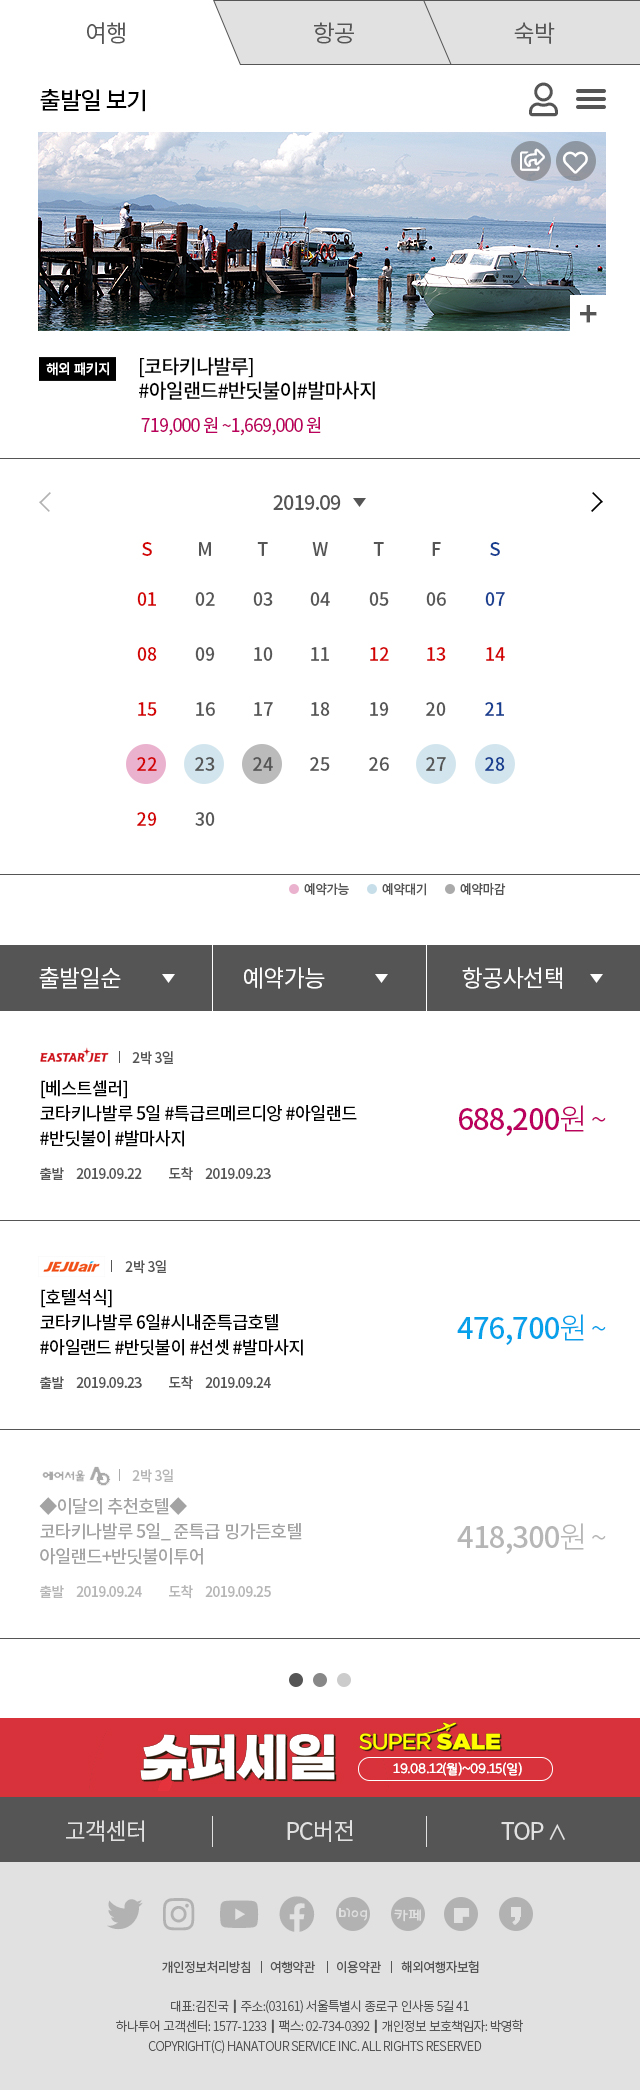 여행 항공 숙박
출발일 보기
해외 패키지 [코타키나발루]
#아일랜드#반딧불이#발마사지
719,000 원 ~1,669,000 원
2019.09
S M T W T F S
01 02 03 04 05 06 07
08 09 10 11 12 13 14
15 16 17 18 19 20 21
22 23 24 25 26 27 28
29 30
예약가능 예약대기 예약마감
출발일순 예약가능 항공사선택
EASTAR JET | 2박 3일
[베스트셀러]
코타키나발루 5일 #특급르메르디앙 #아일랜드
#반딧불이 #발마사지
688,200원 ~
출발 2019.09.22 도착 2019.09.23
JEJUair | 2박 3일
[호텔석식]
코타키나발루 6일#시내준특급호텔
#아일랜드 #반딧불이 #선셋 #발마사지
476,700원 ~
출발 2019.09.23 도착 2019.09.24
에어서울 | 2박 3일
◆이달의 추천호텔◆
코타키나발루 5일_ 준특급 밍가든호텔
아일랜드+반딧불이투어
418,300원 ~
출발 2019.09.24 도착 2019.09.25
슈퍼세일 SUPER SALE
19.08.12(월)~09.15(일)
고객센터 PC버전 TOP ∧
blog 카페
개인정보처리방침 | 여행약관 | 이용약관 | 해외여행자보험
대표:김진국 | 주소:(03161) 서울특별시 종로구 인사동 5길 41
하나투어 고객센터: 1577-1233 | 팩스: 02-734-0392 | 개인정보 보호책임자: 박영학
COPYRIGHT(C) HANATOUR SERVICE INC. ALL RIGHTS RESERVED